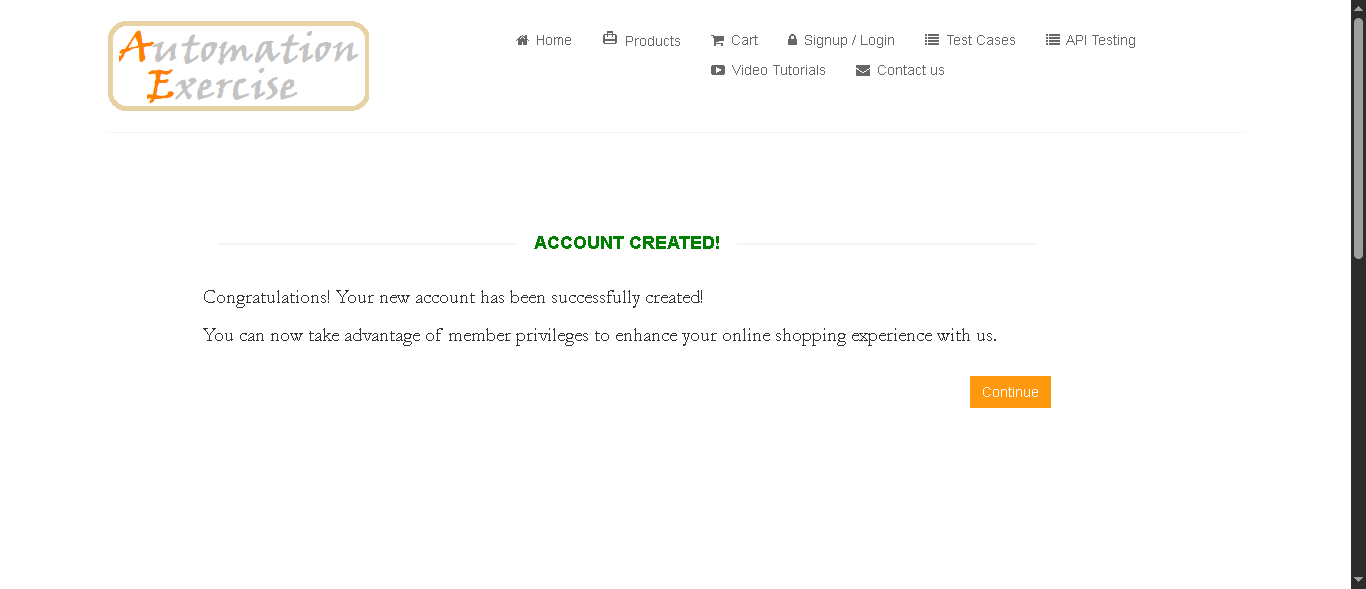 Automation
Exercise
Home
Products
Cart
Signup / Login
Test Cases
API Testing
Video Tutorials
Contact us
ACCOUNT CREATED!
Congratulations! Your new account has been successfully created!
You can now take advantage of member privileges to enhance your online shopping experience with us.
Continue